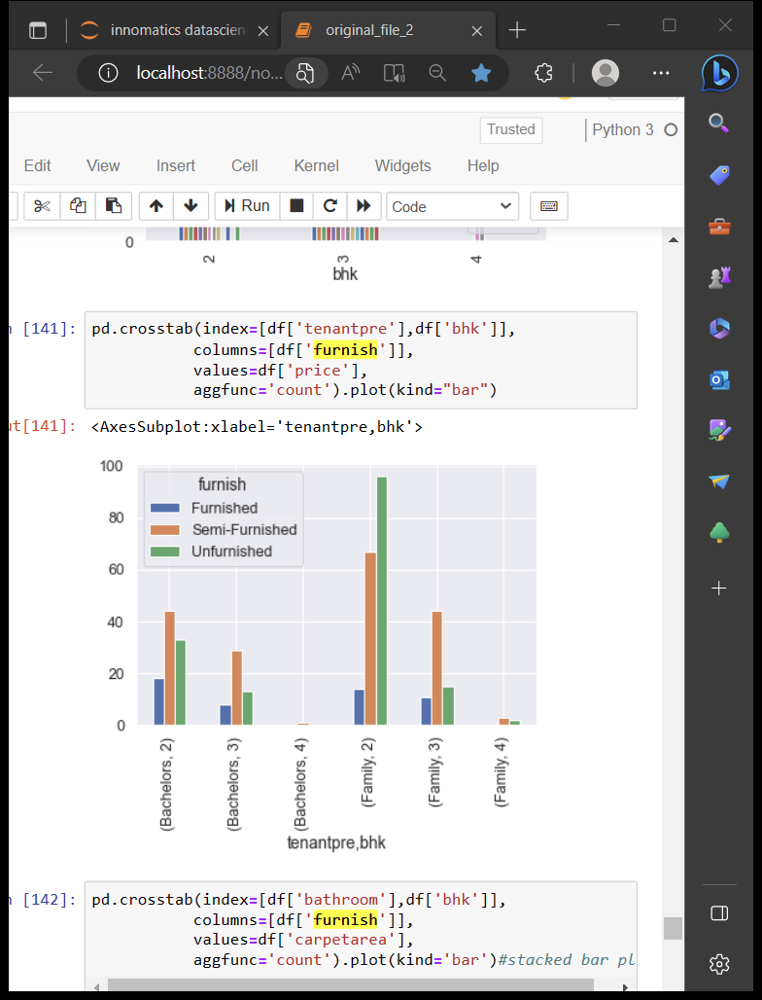 innomatics datascien
original_file_2
localhost:8888/no...
Trusted
Python 3
Edit View Insert Cell Kernel Widgets Help
Run
Code
0
2 3 4
bhk
[141]:
pd.crosstab(index=[df['tenantpre'],df['bhk']],
columns=[df['furnish']],
values=df['price'],
aggfunc='count').plot(kind="bar")
ut[141]:
<AxesSubplot:xlabel='tenantpre,bhk'>
100
80
60
40
20
0
furnish
Furnished
Semi-Furnished
Unfurnished
(Bachelors, 2)
(Bachelors, 3)
(Bachelors, 4)
(Family, 2)
(Family, 3)
(Family, 4)
tenantpre,bhk
[142]:
pd.crosstab(index=[df['bathroom'],df['bhk']],
columns=[df['furnish']],
values=df['carpetarea'],
aggfunc='count').plot(kind='bar')#stacked bar pl